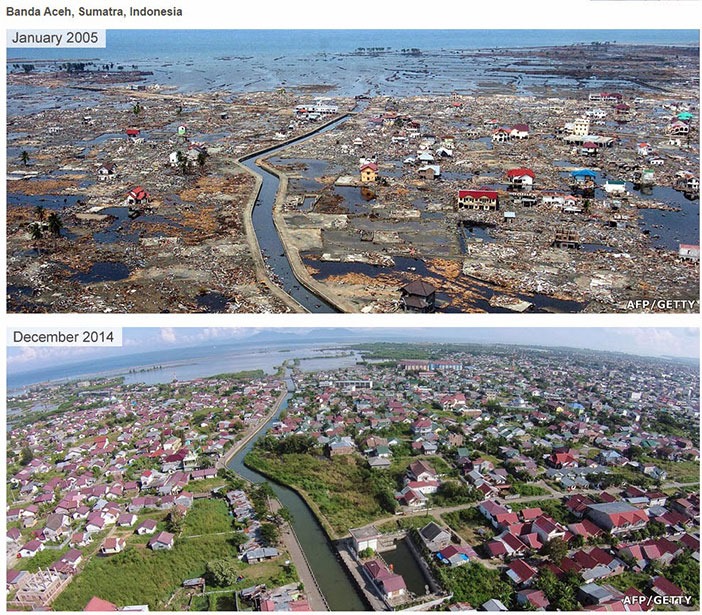 Banda Aceh, Sumatra, Indonesia
January 2005
AFP/GETTY
December 2014
AFP/GETTY